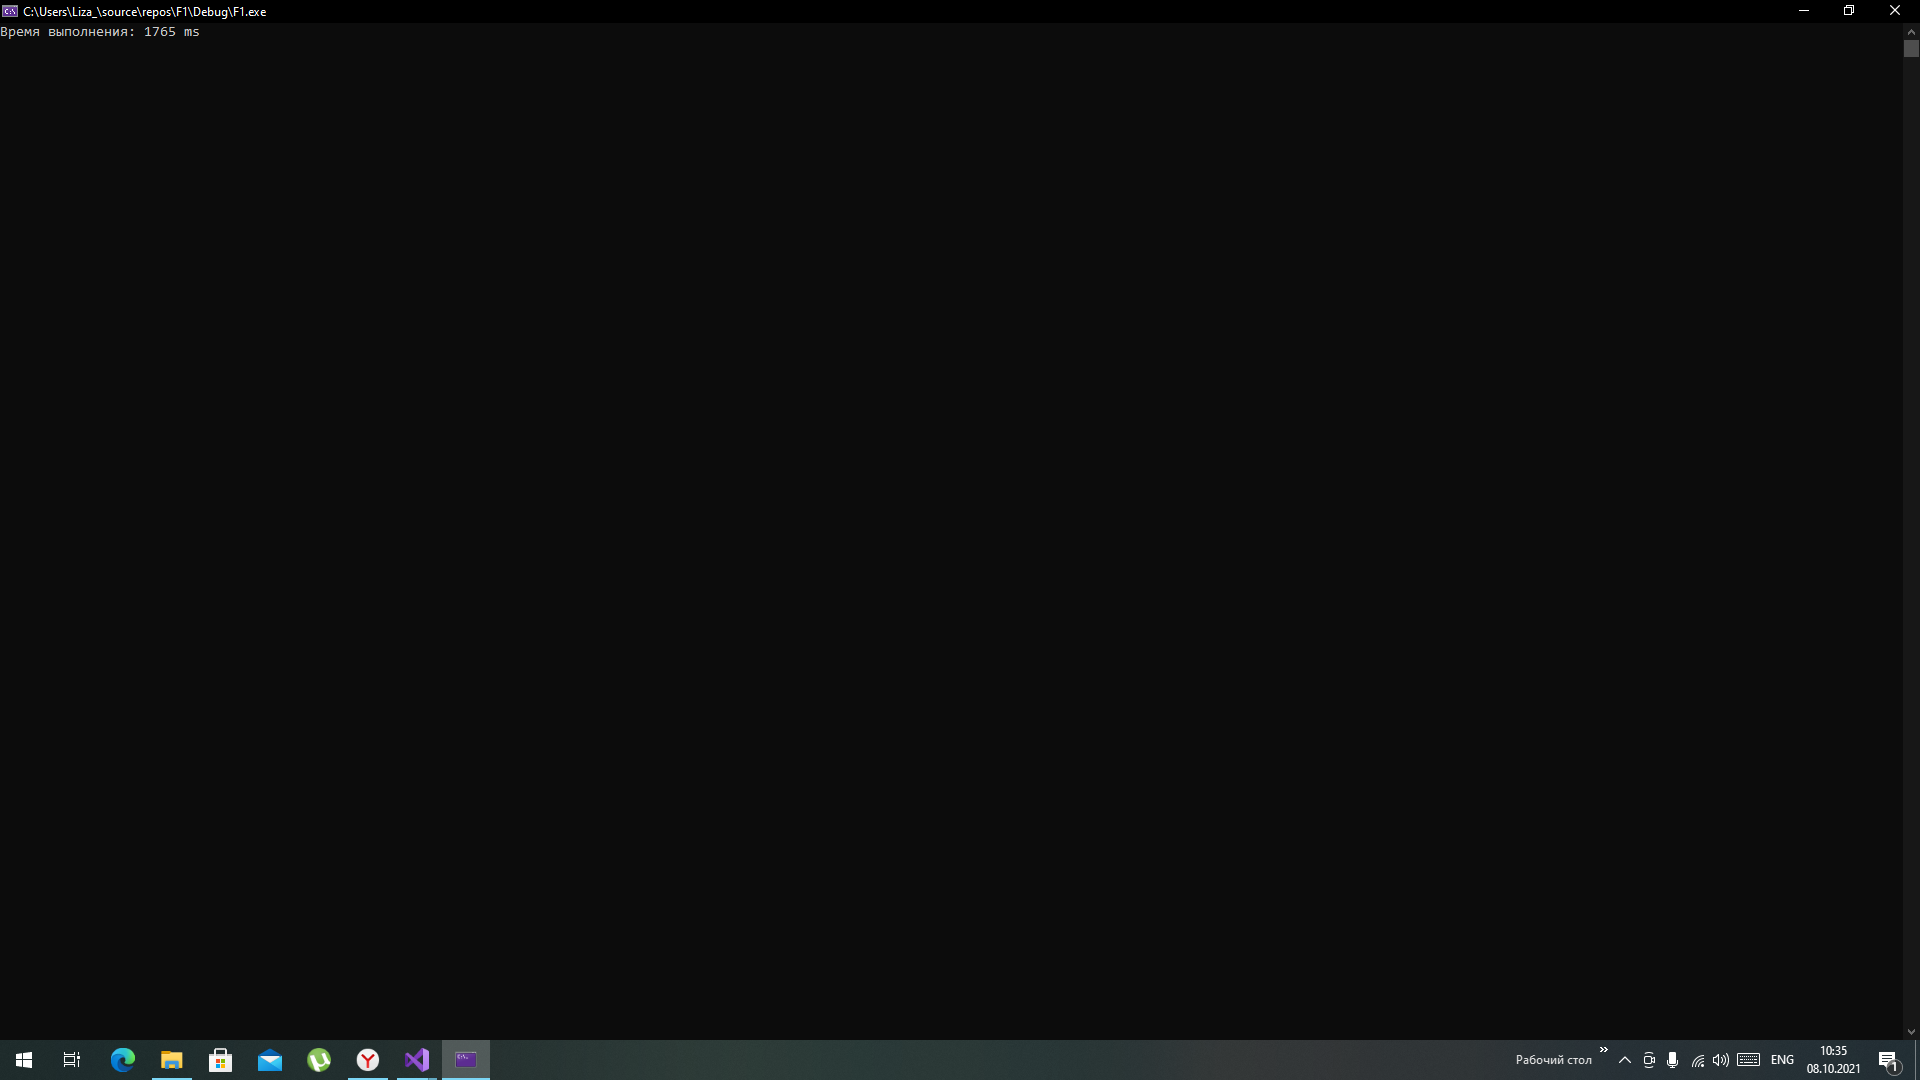 C:\Users\Liza_\source\repos\F1\Debug\F1.exe
Время выполнения: 1765 ms
Рабочий стол
ENG
10:35
08.10.2021
1